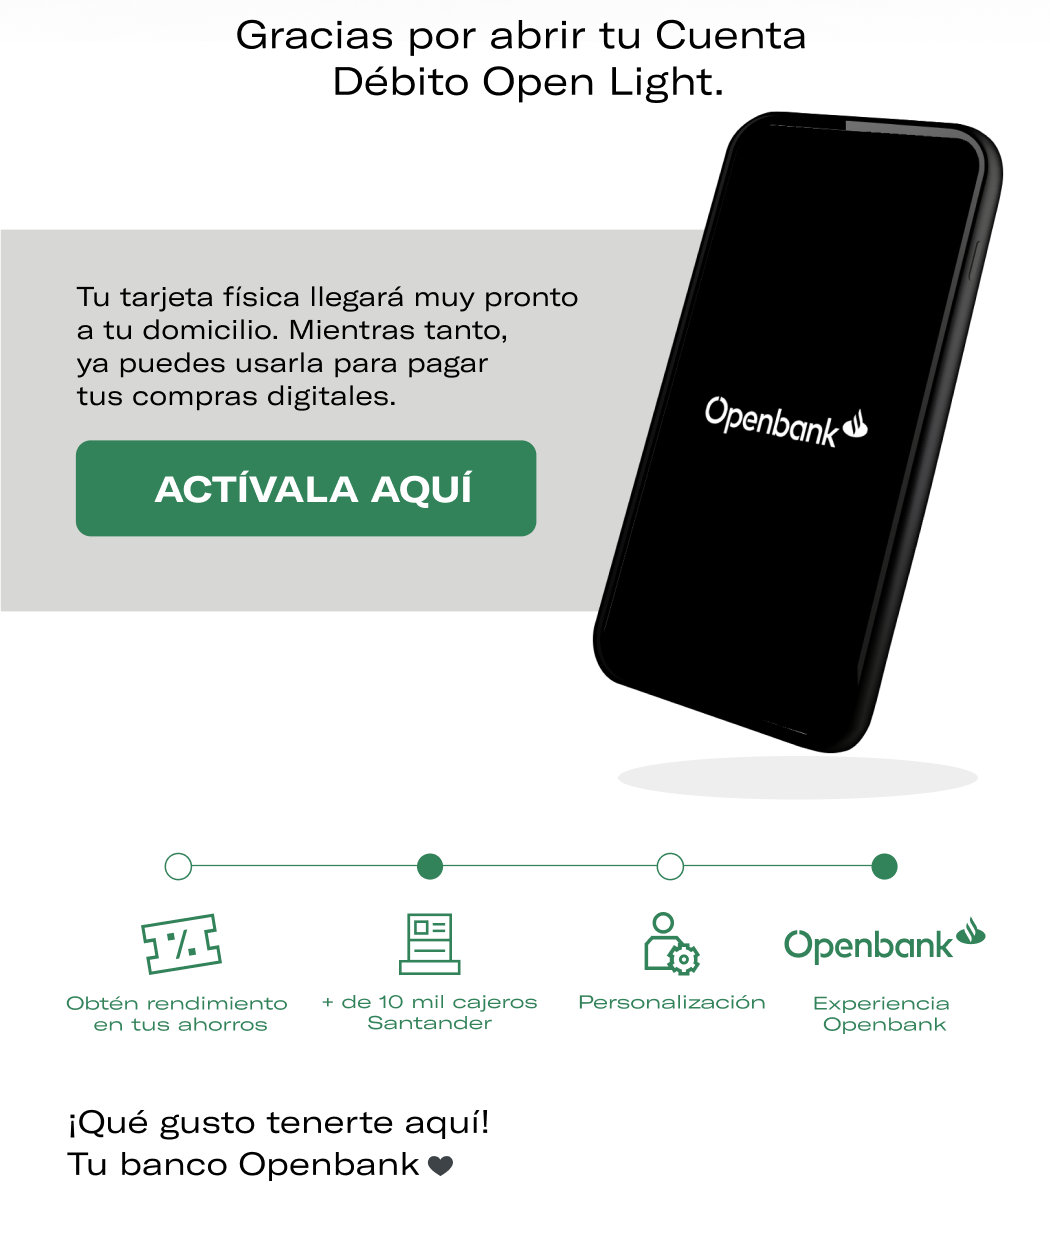 Gracias por abrir tu Cuenta
Débito Open Light.
Tu tarjeta física llegará muy pronto
a tu domicilio. Mientras tanto,
ya puedes usarla para pagar
tus compras digitales.
ACTÍVALA AQUÍ
Openbank
Obtén rendimiento
en tus ahorros
+ de 10 mil cajeros
Santander
Personalización
Openbank
Experiencia
Openbank
¡Qué gusto tenerte aquí!
Tu banco Openbank